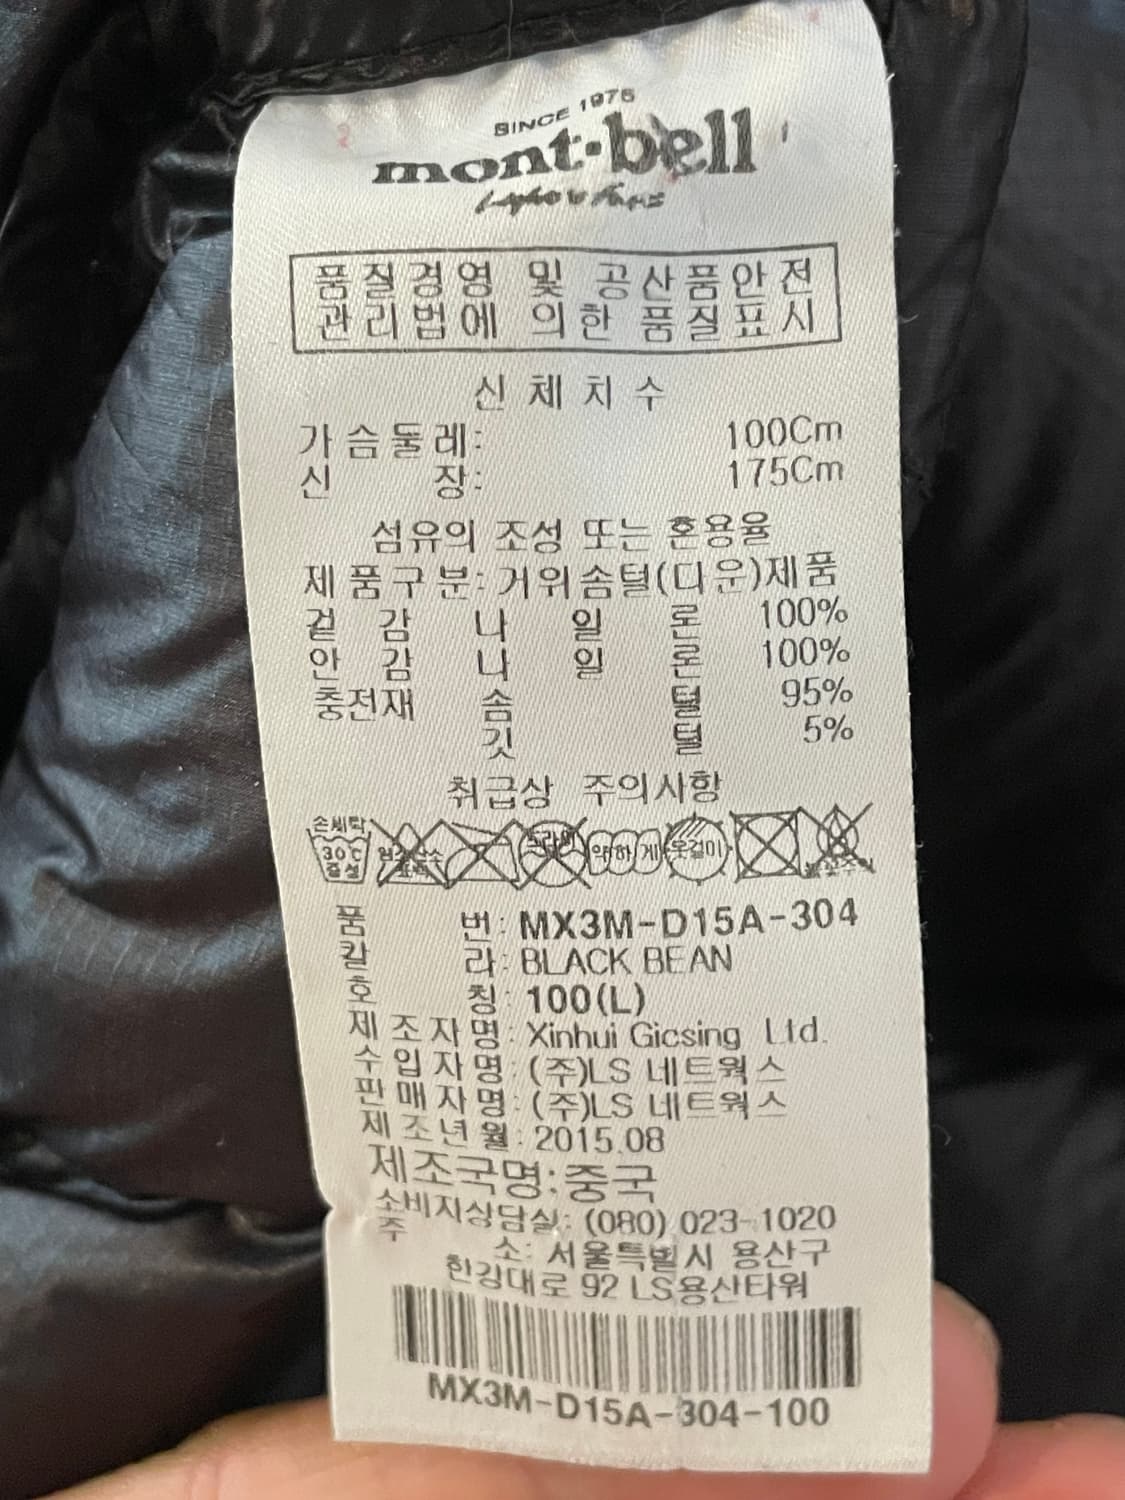 SINCE 1975
mont-bell
품질경영 및 공산품안전
관리법에 의한 품질표시
신체치수
가슴둘레: 100Cm
신 장: 175Cm
섬유의 조성 또는 혼용율
제품구분: 거위솜털(다운)제품
겉감 나일론 100%
안감 나일론 100%
충전재 솜털 95%
깃털 5%
취급상 주의사항
손세탁
30℃
중성
약하게
옷걸이
품 번: MX3M-D15A-304
칼 라: BLACK BEAN
호 칭: 100(L)
제조자명: Xinhui Gicsing Ltd.
수입자명: (주)LS 네트웍스
판매자명: (주)LS 네트웍스
제조년월: 2015.08
제조국명: 중국
소비지상담실: (080) 023-1020
주 소: 서울특별시 용산구
한강대로 92 LS용산타워
MX3M-D15A-304-100